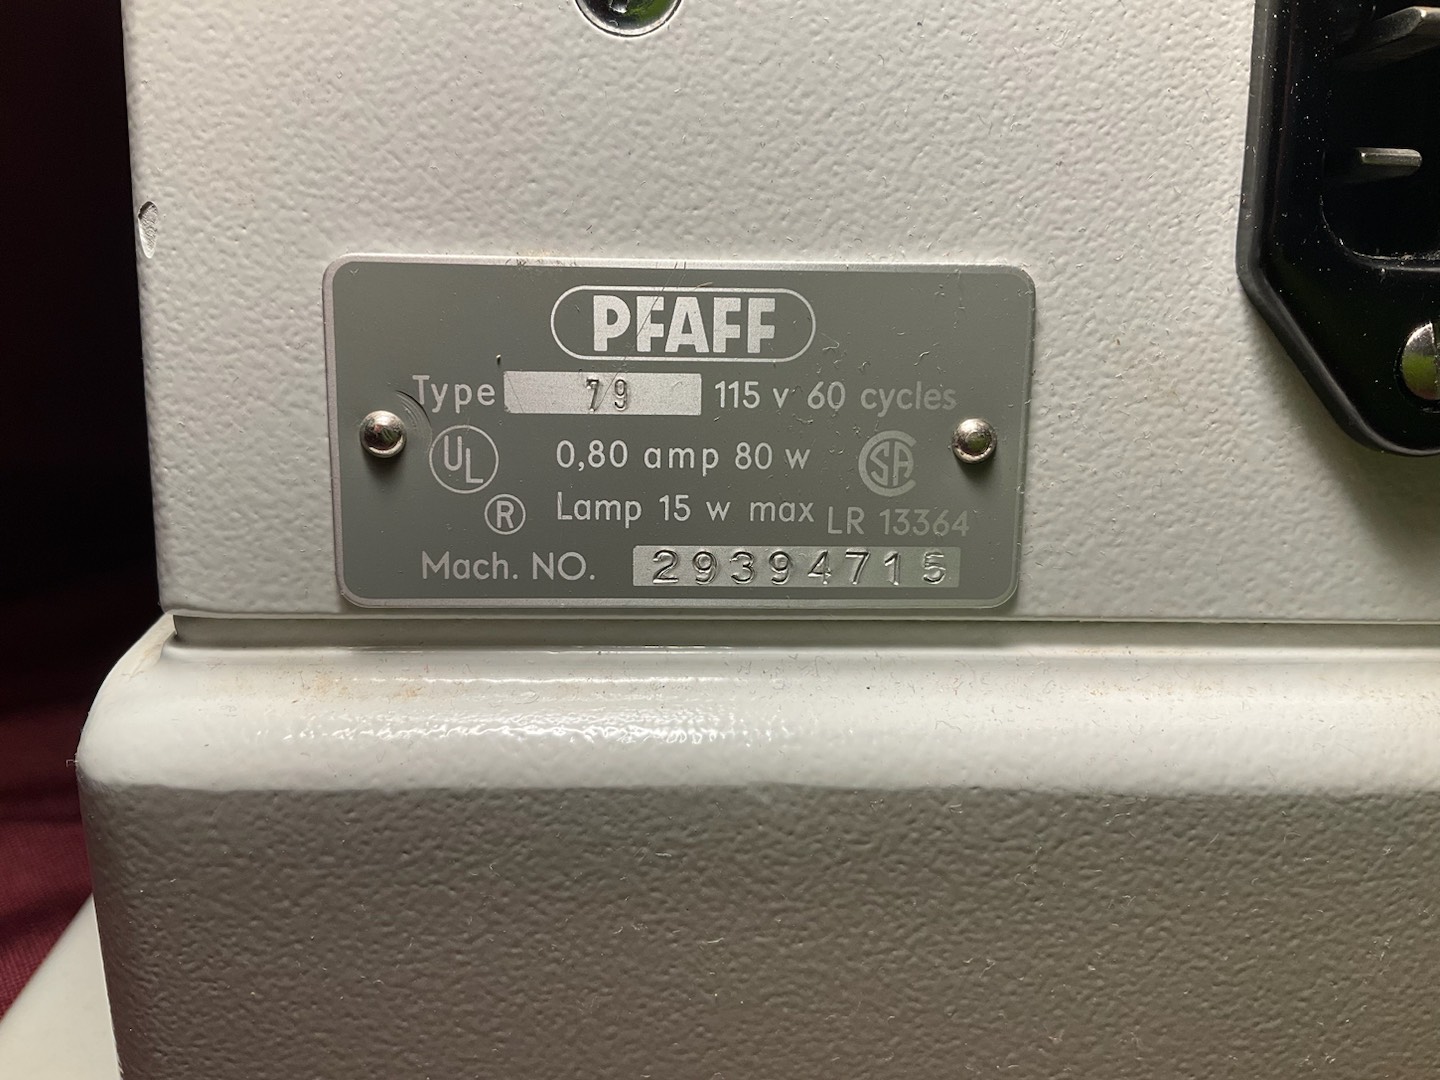 PFAFF
Type 79 115 v 60 cycles
UL 0,80 amp 80 w CSA
® Lamp 15 w max LR 13364
Mach. NO. 29394715